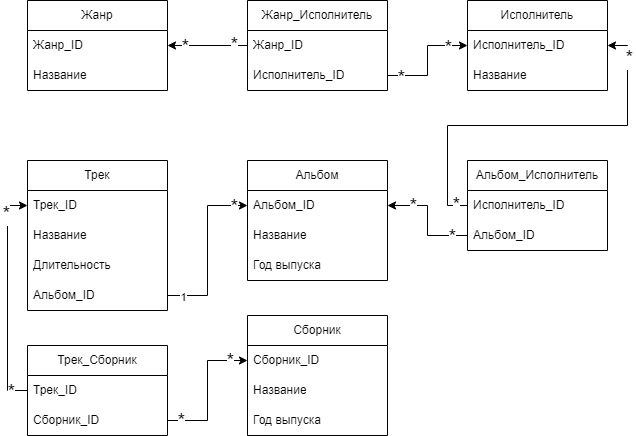 Жанр
Жанр_ID
Название
Жанр_Исполнитель
Жанр_ID
Исполнитель_ID
Исполнитель
Исполнитель_ID
Название
* *
* *
*
Трек
Трек_ID
Название
Длительность
Альбом_ID
Альбом
Альбом_ID
Название
Год выпуска
Альбом_Исполнитель
Исполнитель_ID
Альбом_ID
*
* * *
*
1
*
Трек_Сборник
Трек_ID
Сборник_ID
Сборник
Сборник_ID
Название
Год выпуска
*
*
*